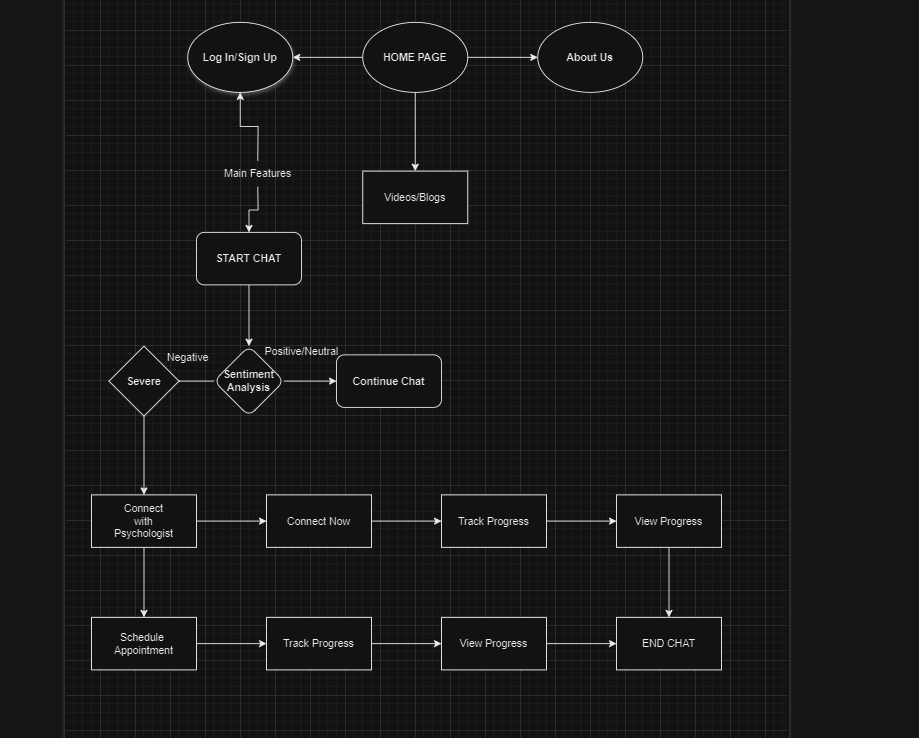 Log In/Sign Up
HOME PAGE
About Us
Main Features
Videos/Blogs
START CHAT
Negative
Positive/Neutral
Severe
Sentiment
Analysis
Continue Chat
Connect
with
Psychologist
Connect Now
Track Progress
View Progress
Schedule
Appointment
Track Progress
View Progress
END CHAT